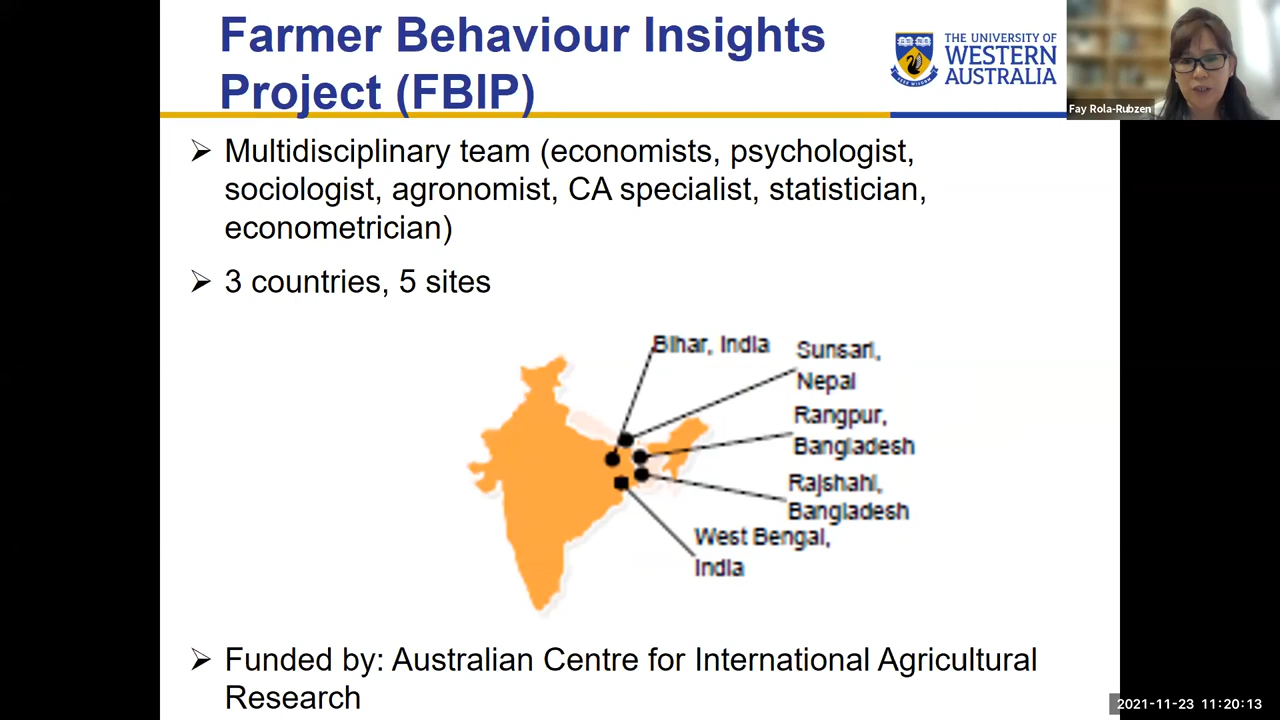 Farmer Behaviour Insights
Project (FBIP)
THE UNIVERSITY OF
WESTERN
AUSTRALIA
Fay Rola-Rubzen
➢ Multidisciplinary team (economists, psychologist,
sociologist, agronomist, CA specialist, statistician,
econometrician)
➢ 3 countries, 5 sites
Bihar, India
Sunsari,
Nepal
Rangpur,
Bangladesh
Rajshahi,
Bangladesh
West Bengal,
India
➢ Funded by: Australian Centre for International Agricultural
Research
2021-11-23 11:20:13